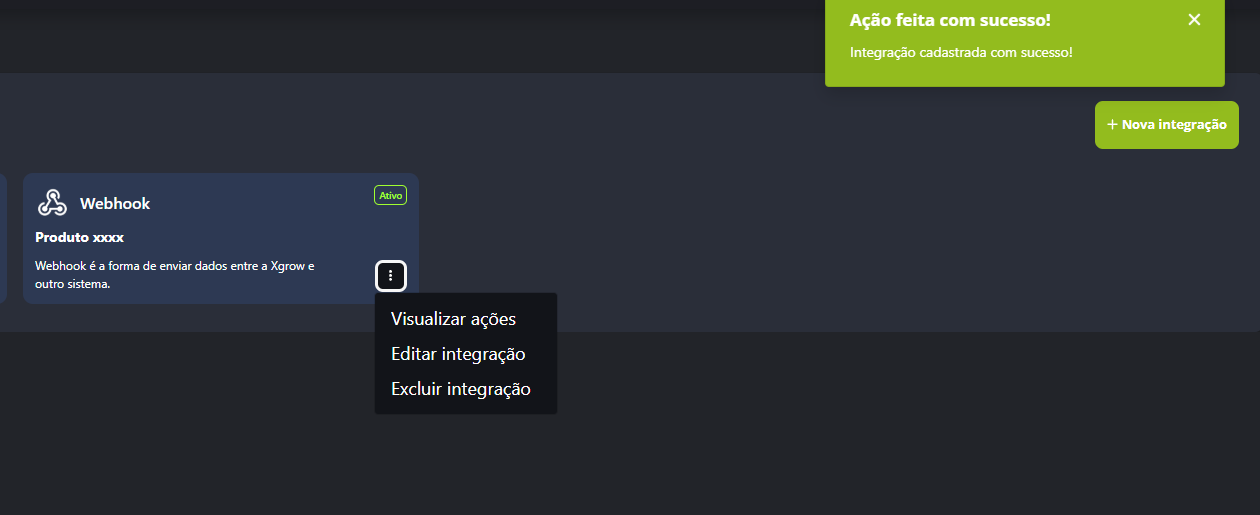 Ação feita com sucesso!
Integração cadastrada com sucesso!
+ Nova integração
Webhook
Ativo
Produto xxxx
Webhook é a forma de enviar dados entre a Xgrow e
outro sistema.
Visualizar ações
Editar integração
Excluir integração